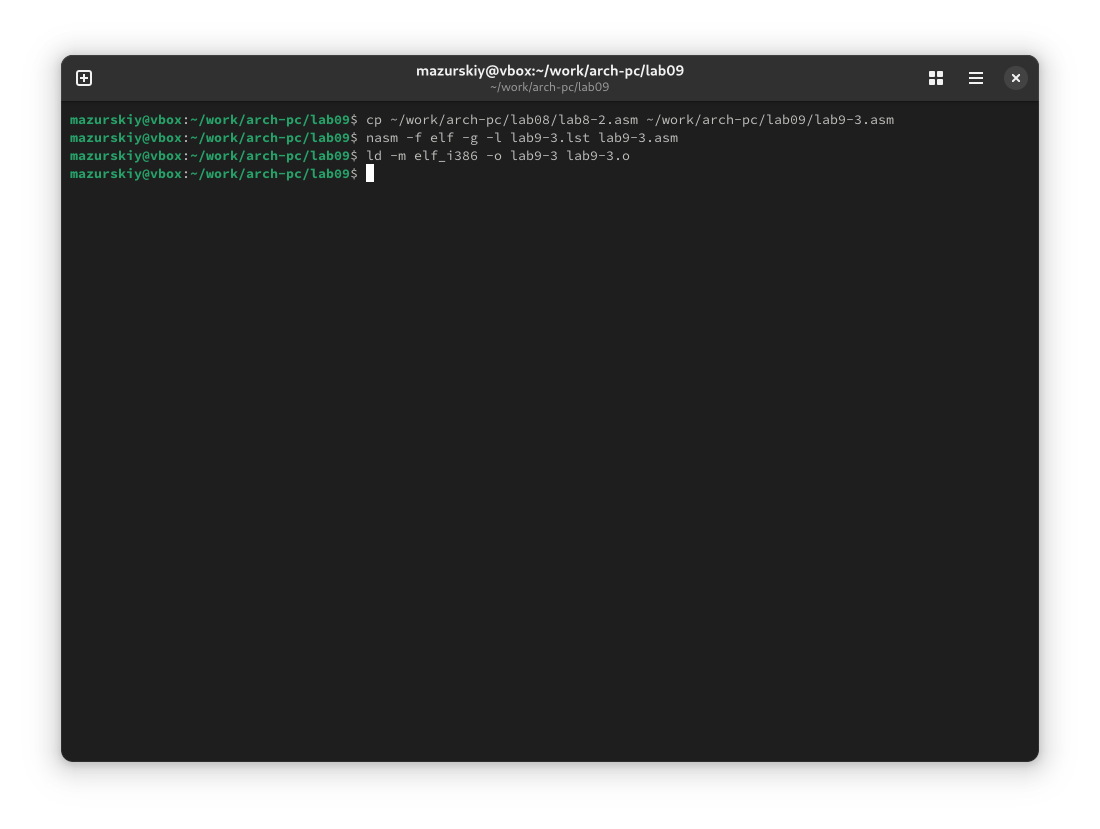 mazurskiy@vbox:~/work/arch-pc/lab09
~/work/arch-pc/lab09
mazurskiy@vbox:~/work/arch-pc/lab09$ cp ~/work/arch-pc/lab08/lab8-2.asm ~/work/arch-pc/lab09/lab9-3.asm
mazurskiy@vbox:~/work/arch-pc/lab09$ nasm -f elf -g -l lab9-3.lst lab9-3.asm
mazurskiy@vbox:~/work/arch-pc/lab09$ ld -m elf_i386 -o lab9-3 lab9-3.o
mazurskiy@vbox:~/work/arch-pc/lab09$